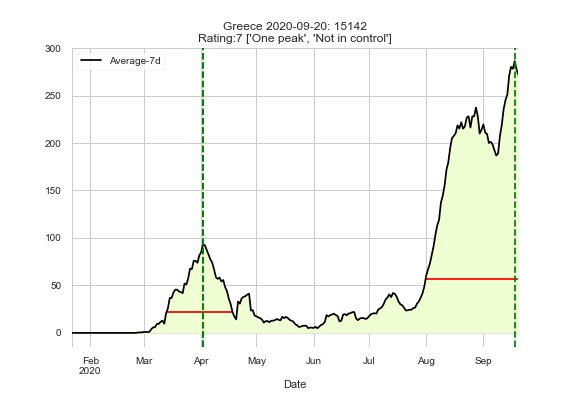 Greece 2020-09-20: 15142
Rating:7 ['One peak', 'Not in control']
Average-7d
300
250
200
150
100
50
0
Feb
2020
Mar
Apr
May
Jun
Jul
Aug
Sep
Date